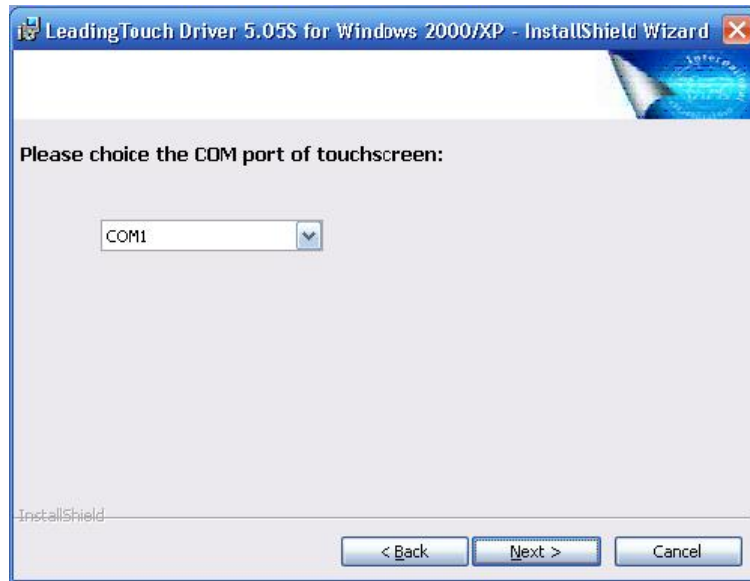 LeadingTouch Driver 5.05S for Windows 2000/XP - InstallShield Wizard
Please choice the COM port of touchscreen:
COM1
InstallShield
< Back
Next >
Cancel